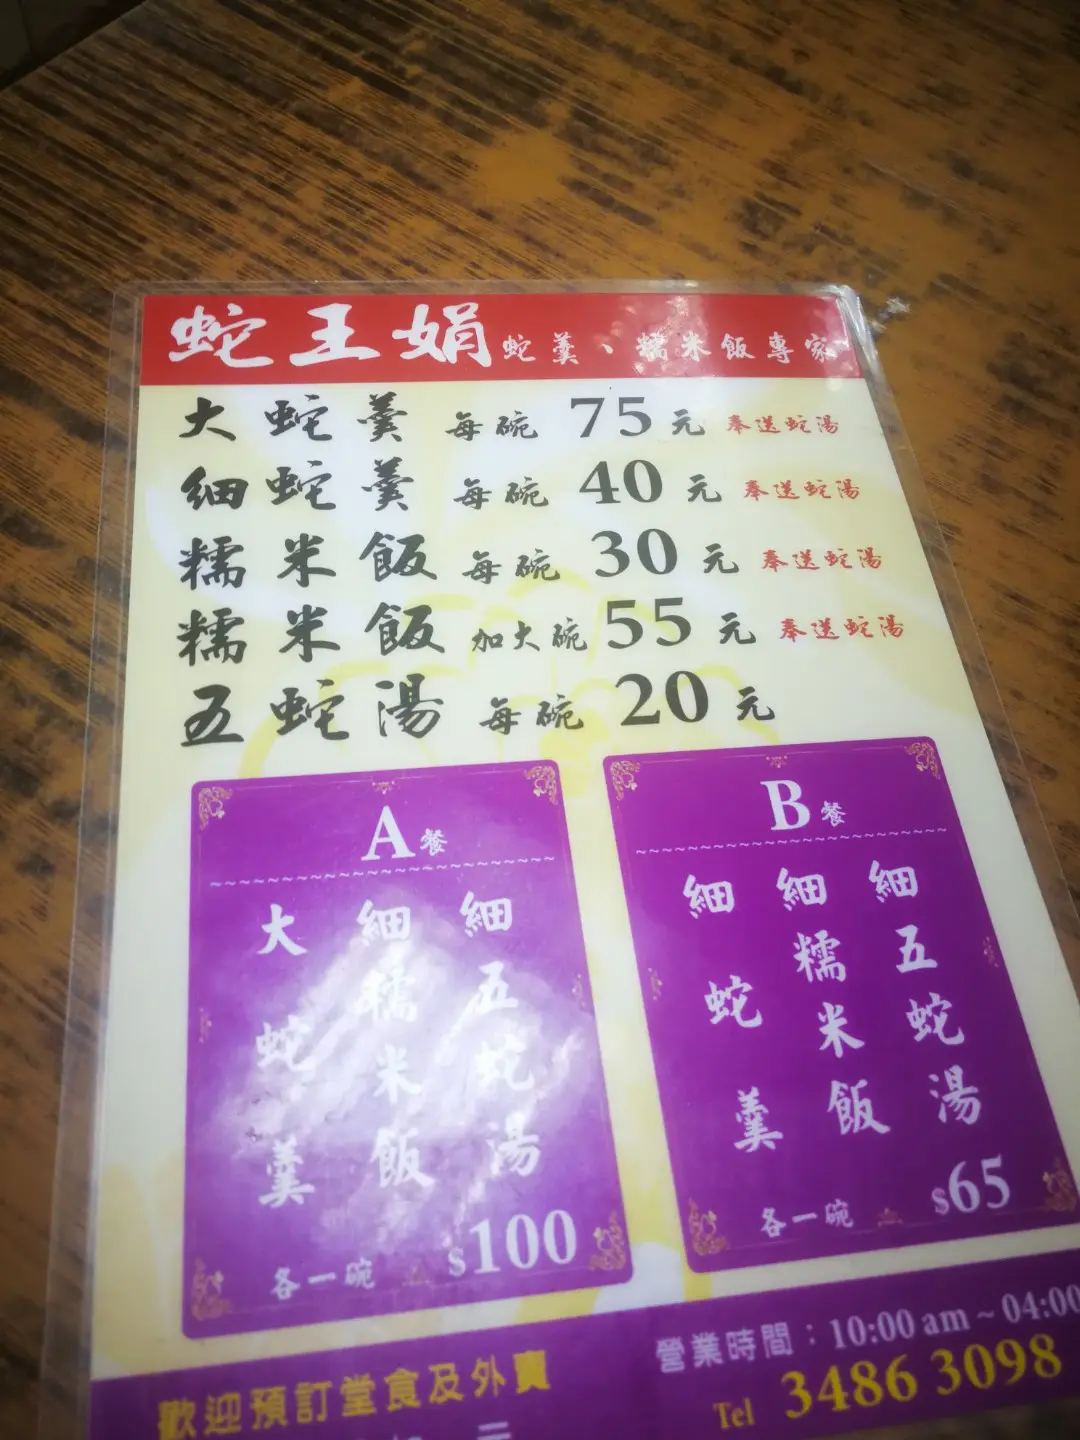 蛇王娟 蛇羹、糯米飯專家
大蛇羹 每碗 75元 奉送蛇湯
細蛇羹 每碗 40元 奉送蛇湯
糯米飯 每碗 30元 奉送蛇湯
糯米飯 加大碗 55元 奉送蛇湯
五蛇湯 每碗 20元
A餐
大蛇羹
細糯米飯
細五蛇湯
各一碗 $100
B餐
細蛇羹
細糯米飯
細五蛇湯
各一碗 $65
歡迎預訂堂食及外賣
營業時間：10:00 am ~ 04:00
Tel 3486 3098